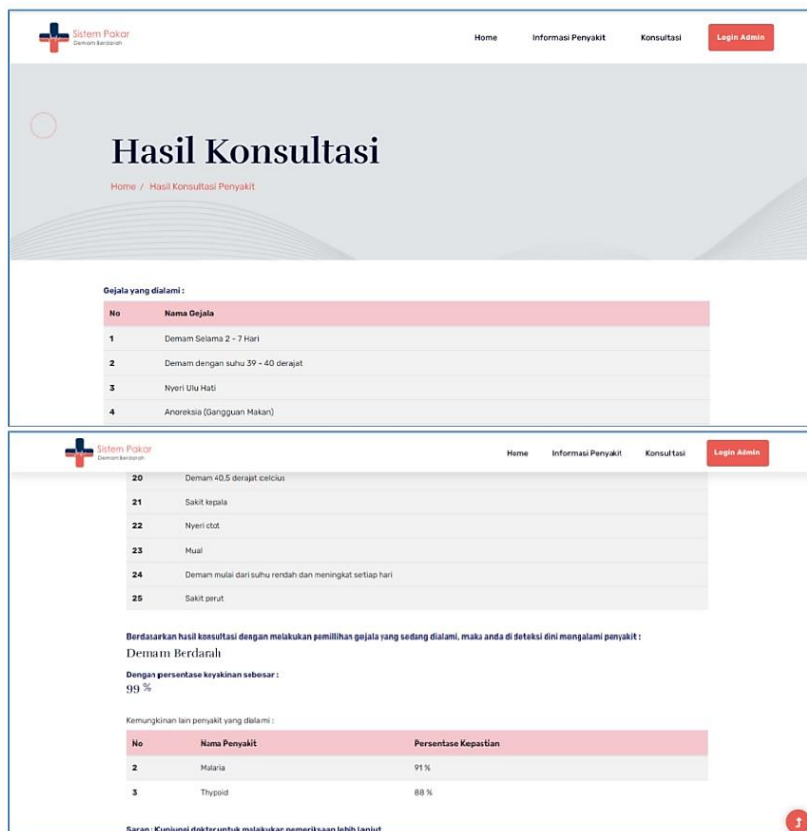 Sistem Pakar
Demam Berdarah
Home Informasi Penyakit Konsultasi Login Admin
Hasil Konsultasi
Home / Hasil Konsultasi Penyakit
Gejala yang dialami :
No Nama Gejala
1 Demam Selama 2 - 7 Hari
2 Demam dengan suhu 39 - 40 derajat
3 Nyeri Ulu Hati
4 Anoreksia (Gangguan Makan)
Sistem Pakar
Demam Berdarah
Home Informasi Penyakit Konsultasi Login Admin
20 Demam 40,5 derajat celcius
21 Sakit kepala
22 Nyeri otot
23 Mual
24 Demam mulai dari suhu rendah dan meningkat setiap hari
25 Sakit perut
Berdasarkan hasil konsultasi dengan melakukan pemillihan gejala yang sedang dialami, maka anda di deteksi dini mengalami penyakit :
Demam Berdarah
Dengan persentase keyakinan sebesar :
99 %
Kemungkinan lain penyakit yang dialami :
No Nama Penyakit Persentase Kepastian
2 Malaria 91 %
3 Thypoid 88 %
Saran : Kunjungi dokter untuk melakukan pemeriksaan lebih lanjut